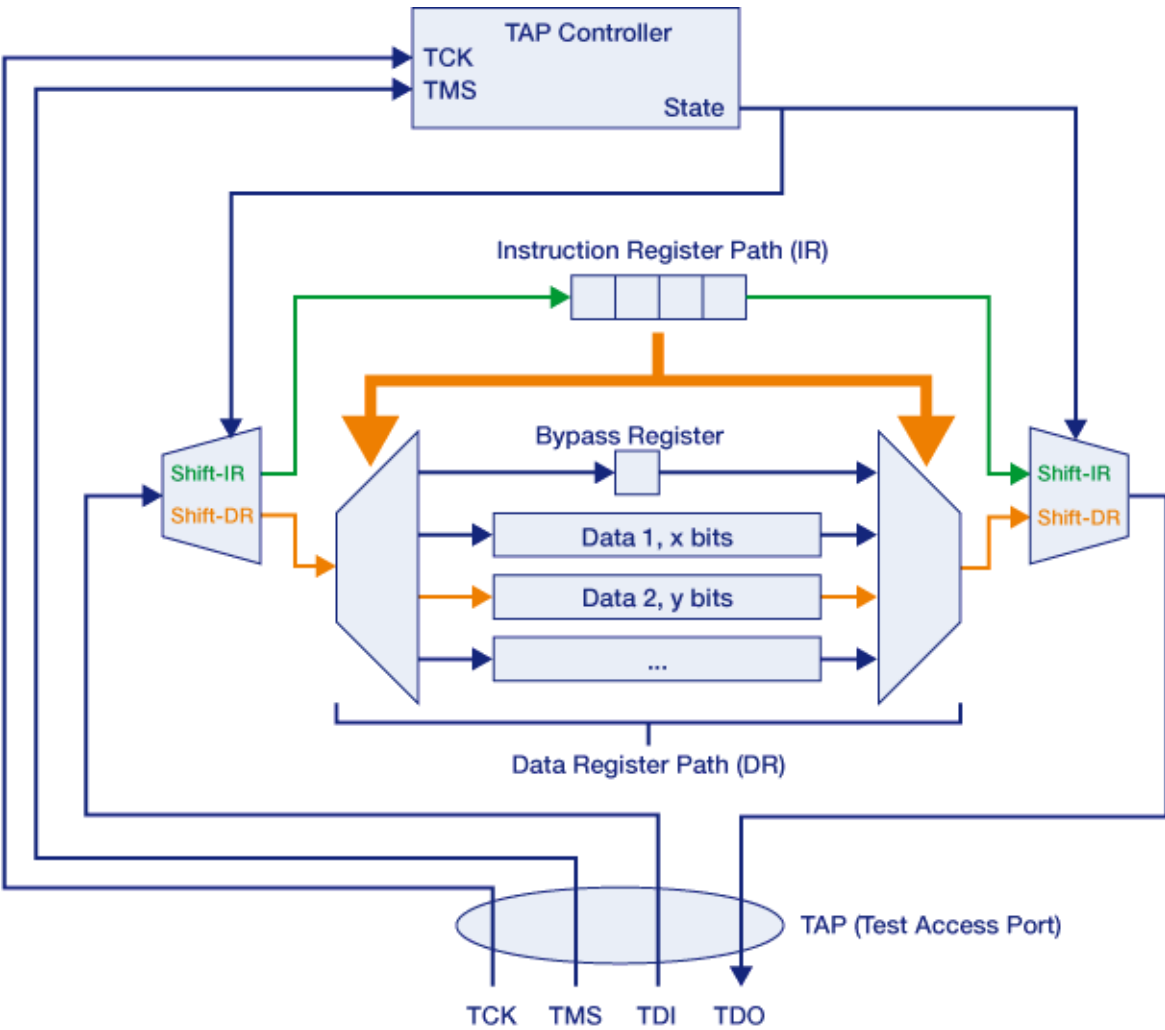 TAP Controller
TCK
TMS
State
Instruction Register Path (IR)
Bypass Register
Shift-IR
Shift-DR
Shift-IR
Shift-DR
Data 1, x bits
Data 2, y bits
...
Data Register Path (DR)
TAP (Test Access Port)
TCK TMS TDI TDO